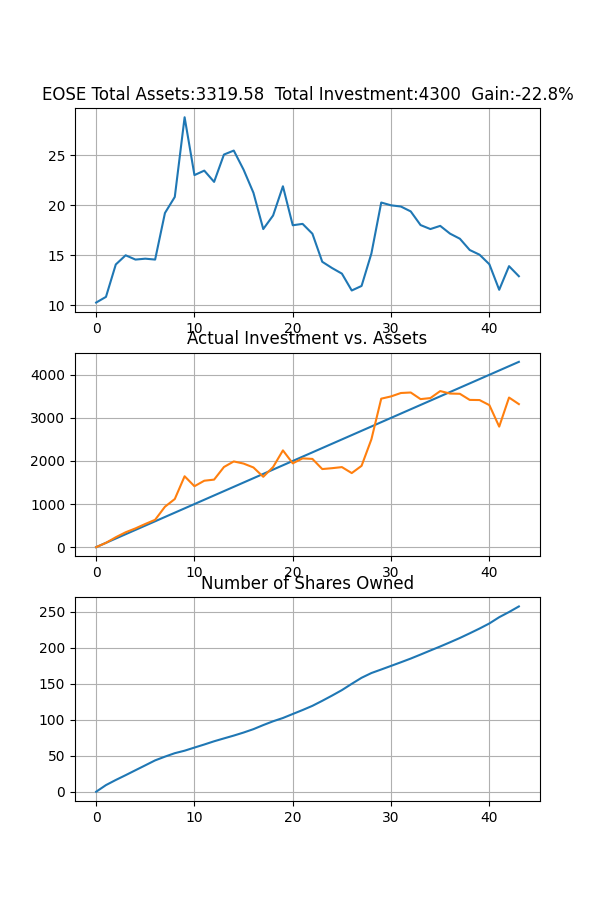 EOSE Total Assets:3319.58  Total Investment:4300  Gain:-22.8%
25
20
15
10
0 10 20 30 40
Actual Investment vs. Assets
4000
3000
2000
1000
0
0 10 20 30 40
Number of Shares Owned
250
200
150
100
50
0
0 10 20 30 40